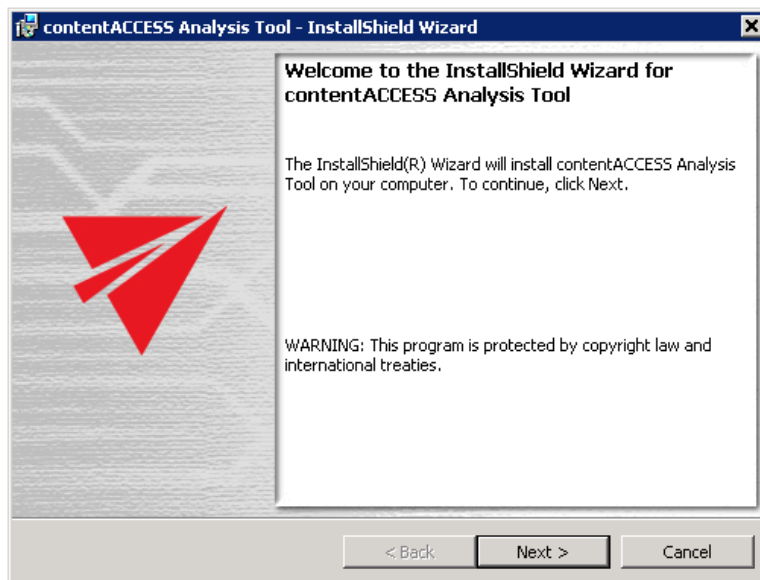 contentACCESS Analysis Tool - InstallShield Wizard
Welcome to the InstallShield Wizard for
contentACCESS Analysis Tool
The InstallShield(R) Wizard will install contentACCESS Analysis
Tool on your computer. To continue, click Next.
WARNING: This program is protected by copyright law and
international treaties.
< Back
Next >
Cancel